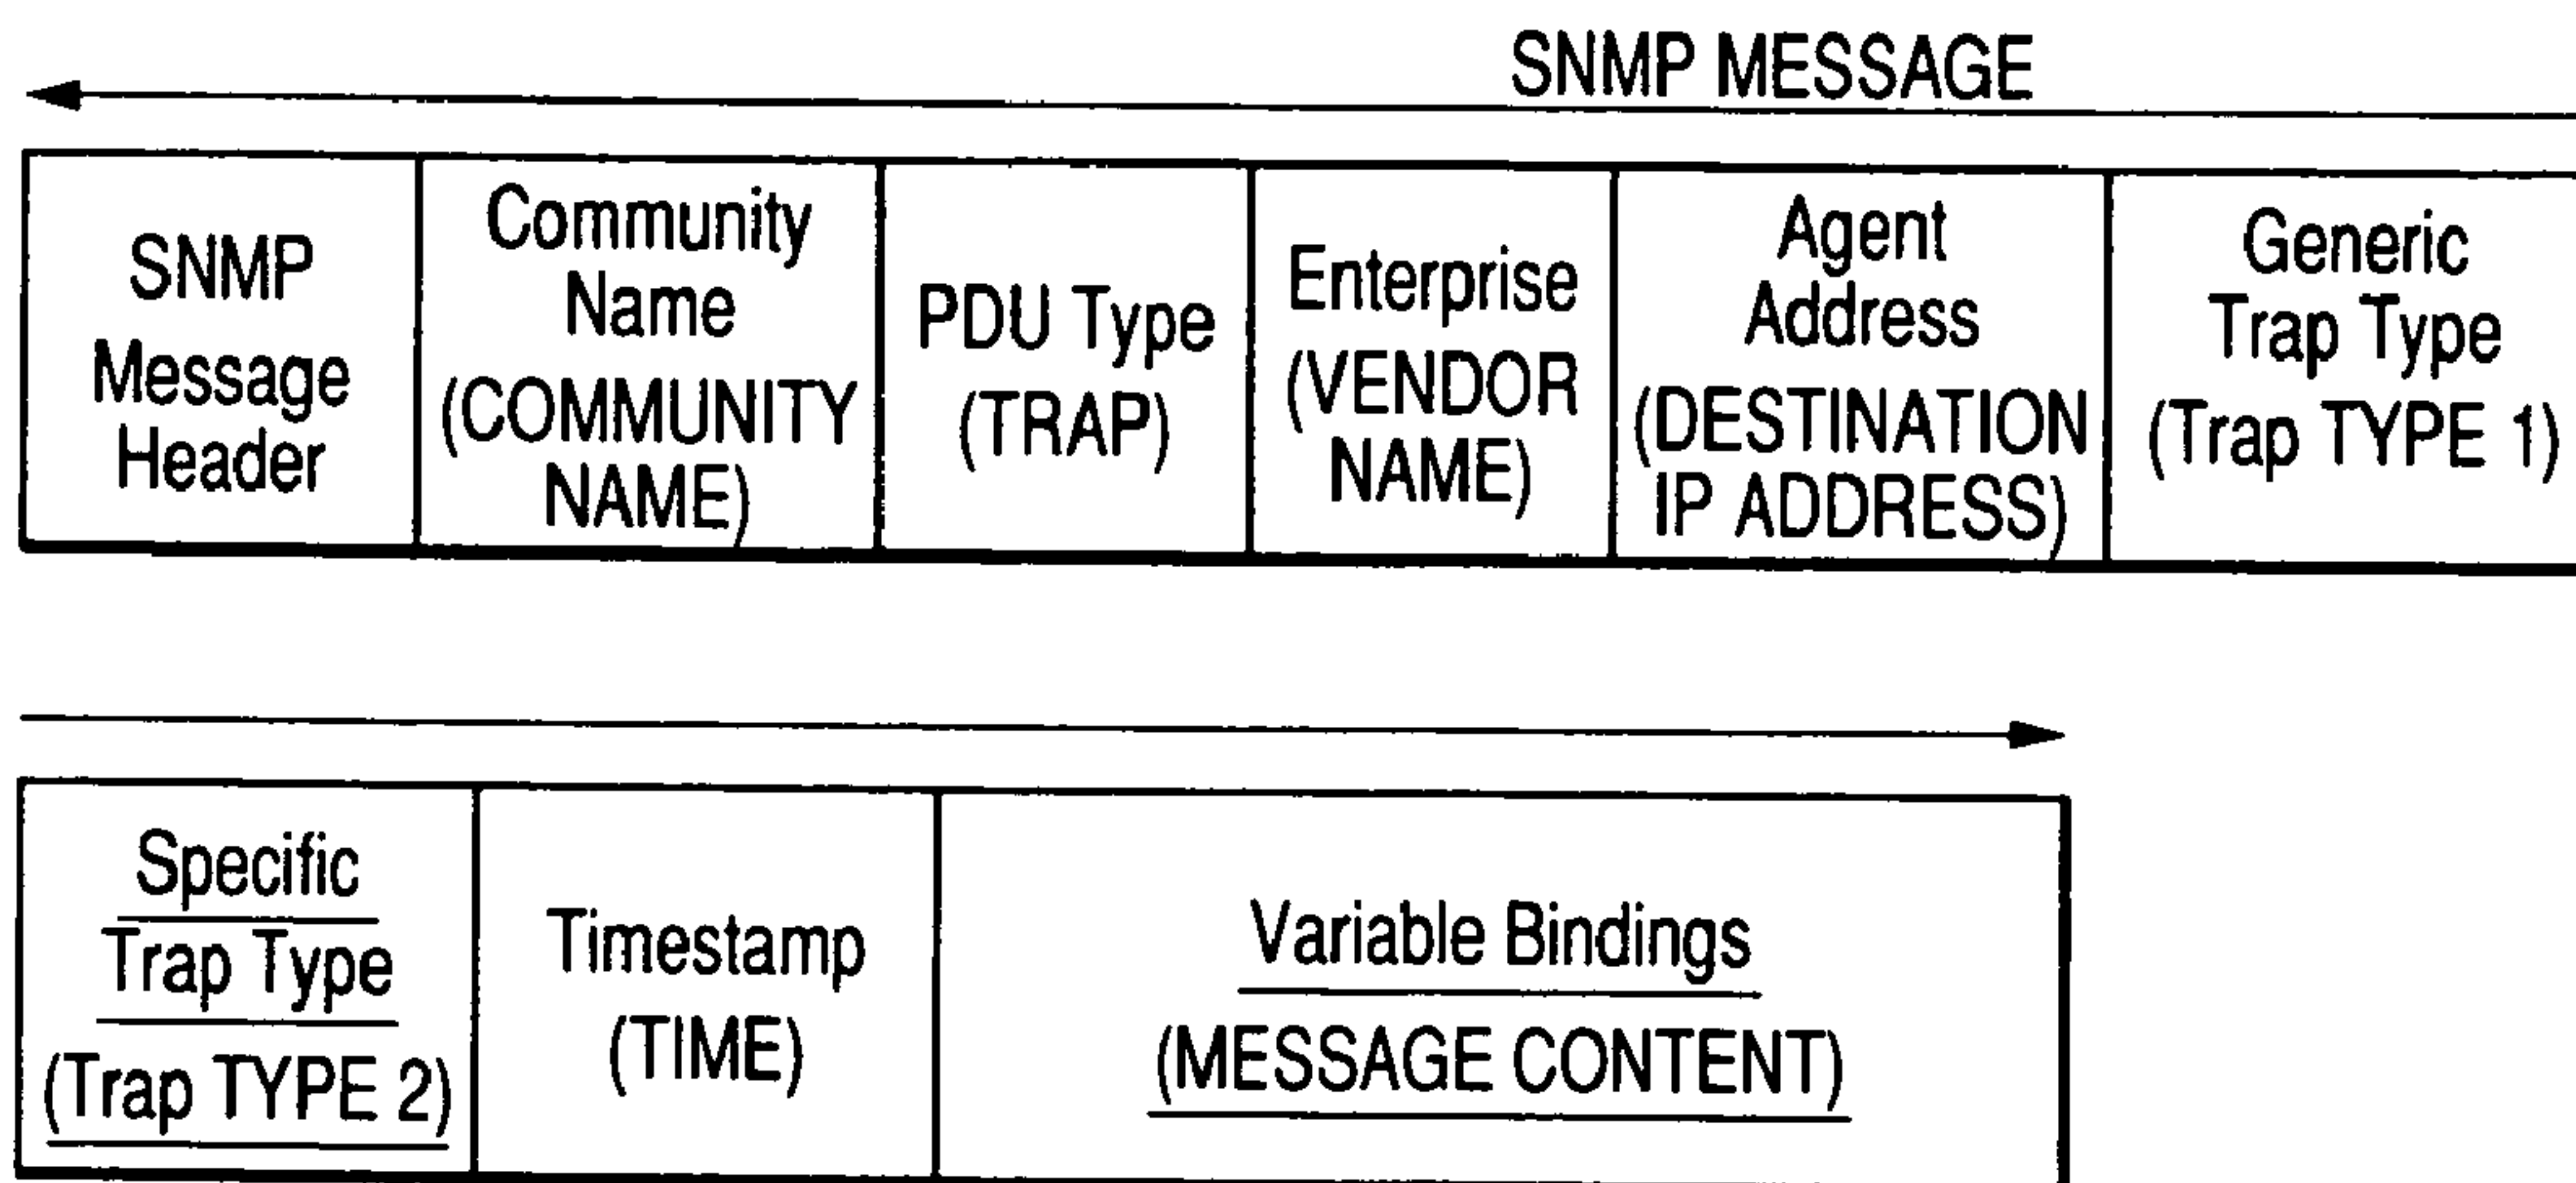 SNMP MESSAGE
SNMP
Message
Header
Community
Name
(COMMUNITY
NAME)
PDU Type
(TRAP)
Enterprise
(VENDOR
NAME)
Agent
Address
(DESTINATION
IP ADDRESS)
Generic
Trap Type
(Trap TYPE 1)
Specific
Trap Type
(Trap TYPE 2)
Timestamp
(TIME)
Variable Bindings
(MESSAGE CONTENT)